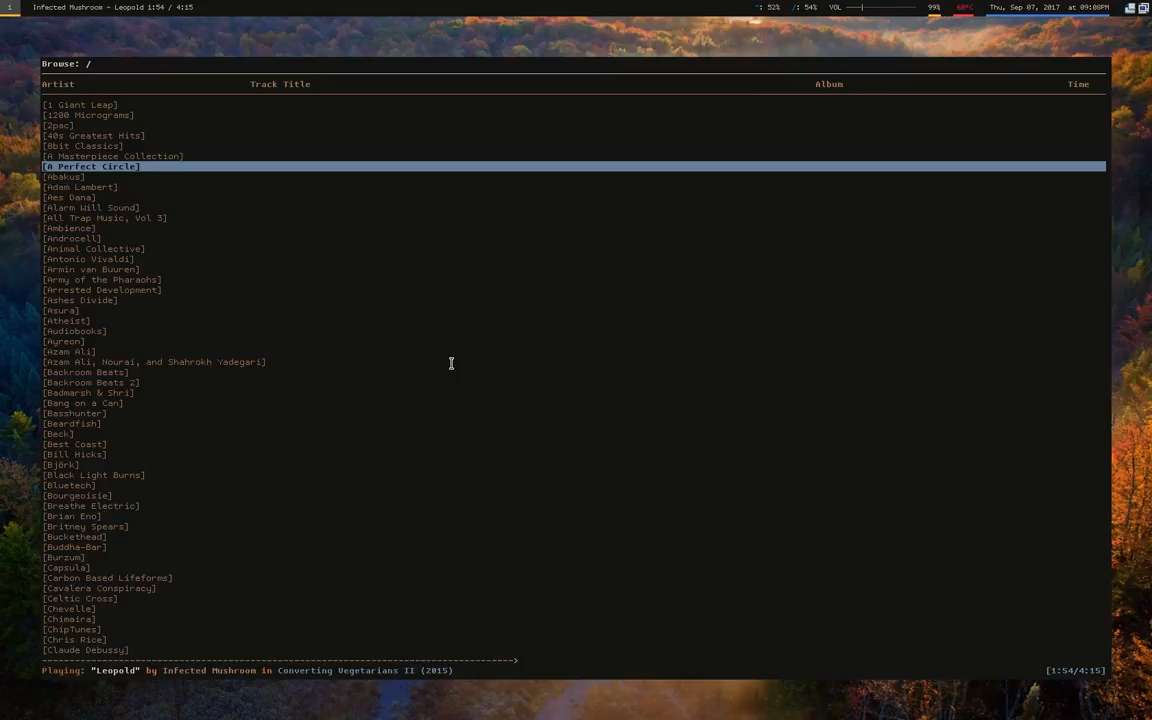 1 Infected Mushroom - Leopold 1:54 / 4:15 ~: 52% /: 54% VOL 99% 68°C Thu, Sep 07, 2017 at 09:08PM
Browse: /
Artist Track Title Album Time
[1 Giant Leap]
[1200 Micrograms]
[2pac]
[40s Greatest Hits]
[8bit Classics]
[A Masterpiece Collection]
[A Perfect Circle]
[Abakus]
[Adam Lambert]
[Aes Dana]
[Alarm Will Sound]
[All Trap Music, Vol 3]
[Ambience]
[Androcell]
[Animal Collective]
[Antonio Vivaldi]
[Armin van Buuren]
[Army of the Pharaohs]
[Arrested Development]
[Ashes Divide]
[Asura]
[Atheist]
[Audiobooks]
[Ayreon]
[Azam Ali]
[Azam Ali, Nourai, and Shahrokh Yadegari]
[Backroom Beats]
[Backroom Beats 2]
[Badmarsh & Shri]
[Bang on a Can]
[Basshunter]
[Beardfish]
[Beck]
[Best Coast]
[Bill Hicks]
[Björk]
[Black Light Burns]
[Bluetech]
[Bourgeoisie]
[Breathe Electric]
[Brian Eno]
[Britney Spears]
[Buckethead]
[Buddha-Bar]
[Burzum]
[Capsula]
[Carbon Based Lifeforms]
[Cavalera Conspiracy]
[Celtic Cross]
[Chevelle]
[Chimaira]
[ChipTunes]
[Chris Rice]
[Claude Debussy]
Playing: "Leopold" by Infected Mushroom in Converting Vegetarians II (2015) [1:54/4:15]